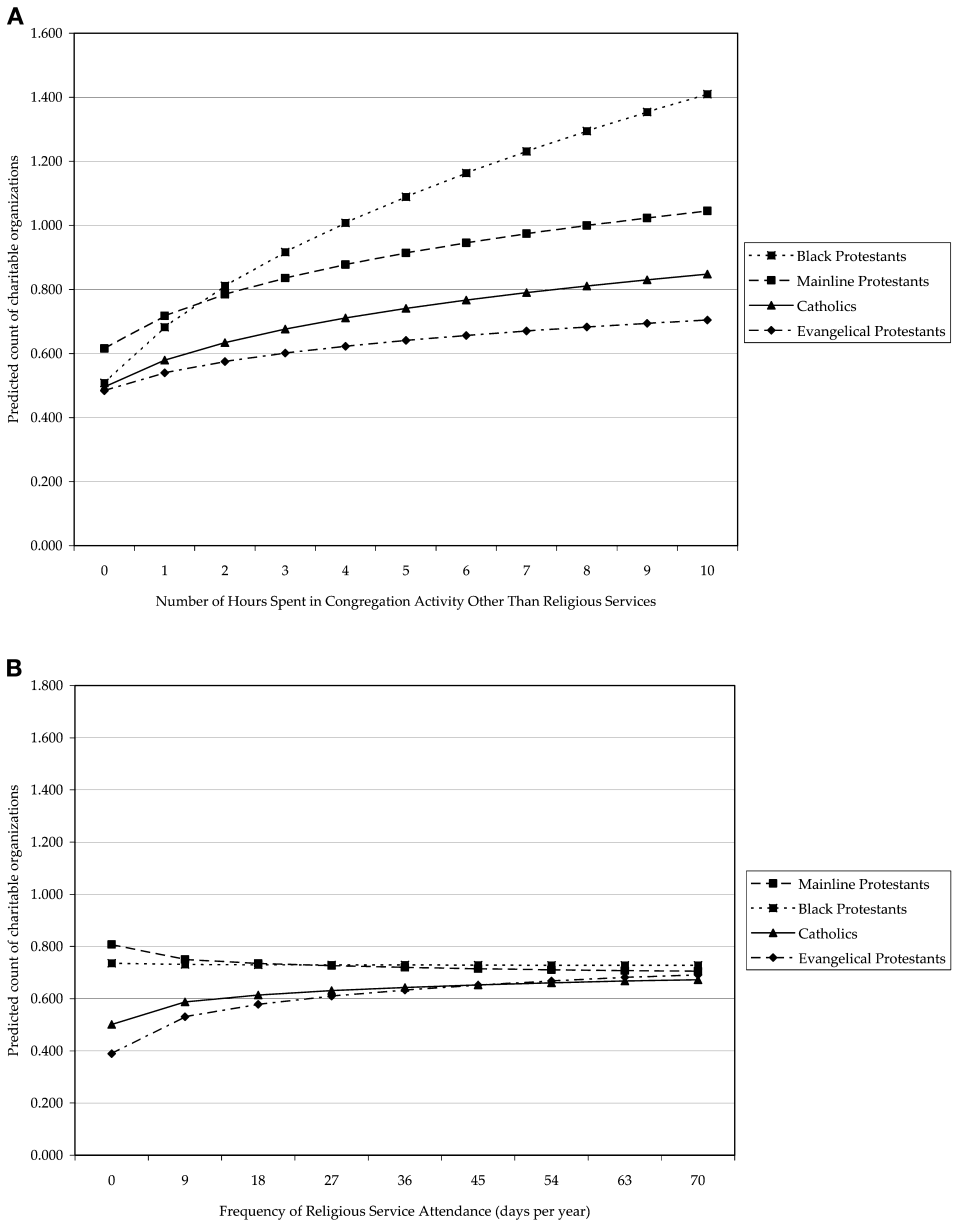 A
1.600
1.400
1.200
1.000
0.800
0.600
0.400
0.200
0.000
Predicted count of charitable organizations
0 1 2 3 4 5 6 7 8 9 10
Number of Hours Spent in Congregation Activity Other Than Religious Services
Black Protestants
Mainline Protestants
Catholics
Evangelical Protestants
B
1.800
1.600
1.400
1.200
1.000
0.800
0.600
0.400
0.200
0.000
Predicted count of charitable organizations
0 9 18 27 36 45 54 63 70
Frequency of Religious Service Attendance (days per year)
Mainline Protestants
Black Protestants
Catholics
Evangelical Protestants